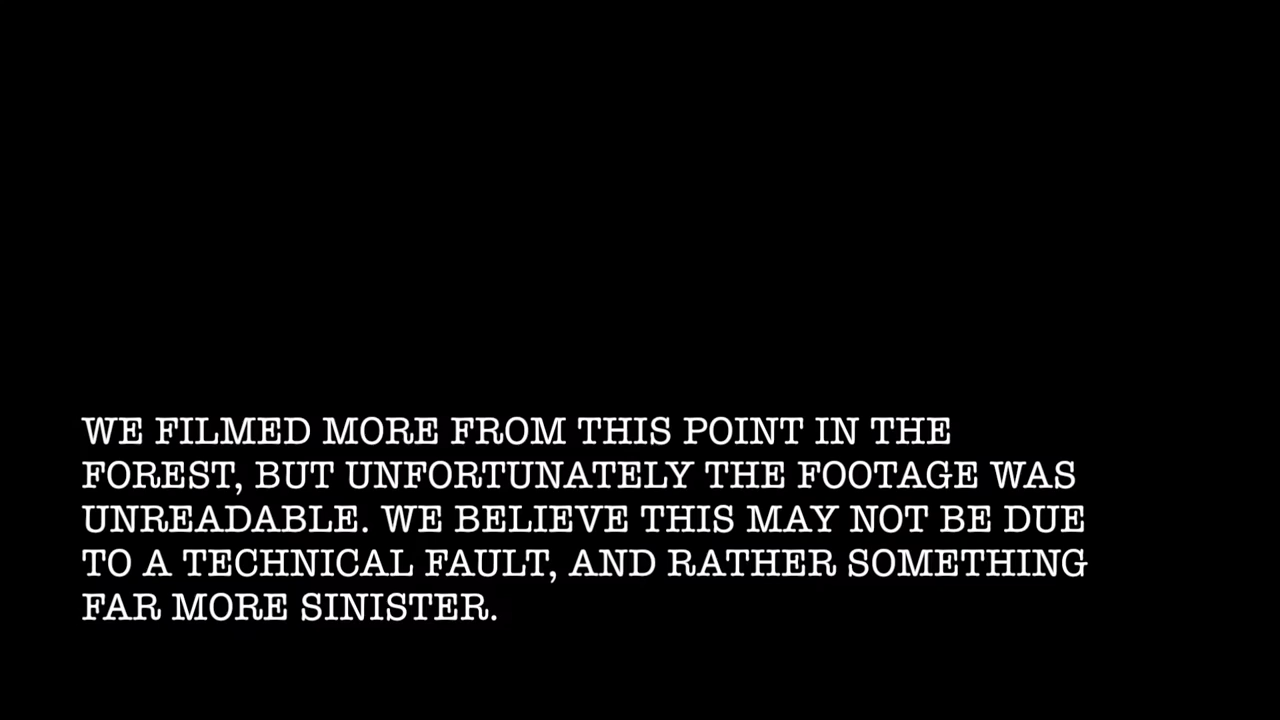 WE FILMED MORE FROM THIS POINT IN THE
FOREST, BUT UNFORTUNATELY THE FOOTAGE WAS
UNREADABLE. WE BELIEVE THIS MAY NOT BE DUE
TO A TECHNICAL FAULT, AND RATHER SOMETHING
FAR MORE SINISTER.